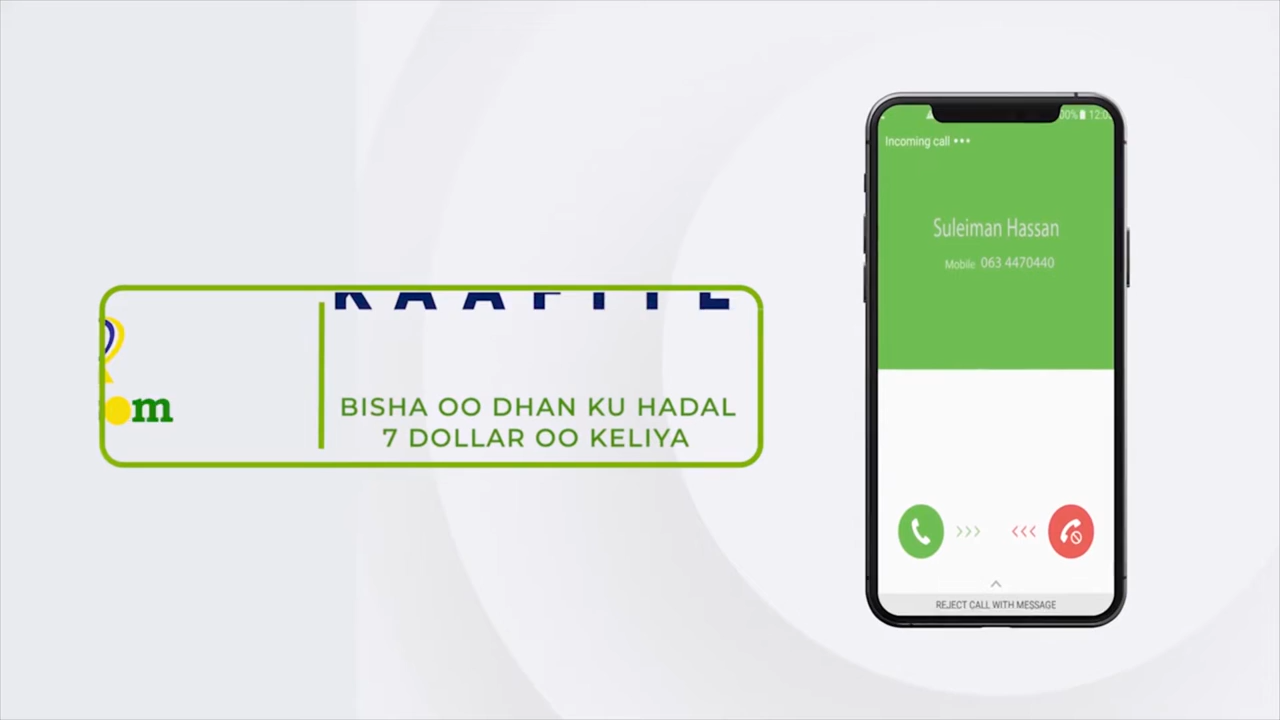 BISHA OO DHAN KU HADAL
7 DOLLAR OO KELIYA
Incoming call •••
Suleiman Hassan
Mobile 063 4470440
REJECT CALL WITH MESSAGE